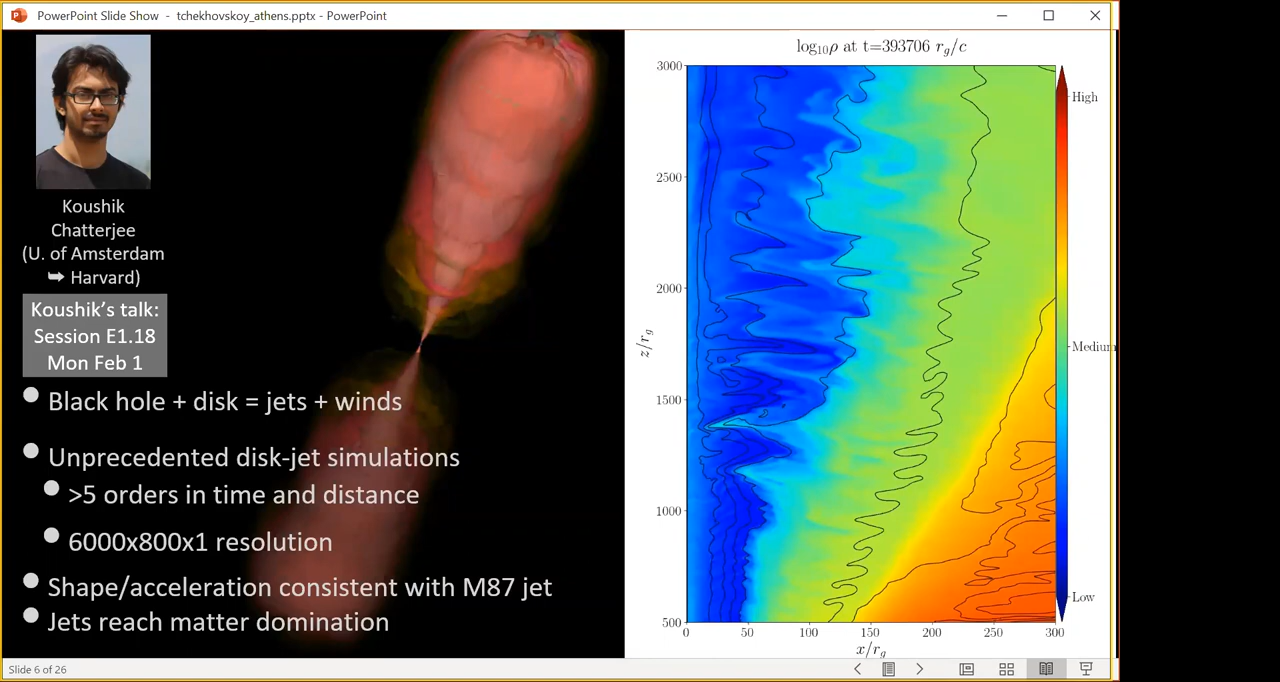 PowerPoint Slide Show - tchekhovskoy_athens.pptx - PowerPoint
Koushik
Chatterjee
(U. of Amsterdam
➥ Harvard)
Koushik's talk:
Session E1.18
Mon Feb 1
• Black hole + disk = jets + winds
• Unprecedented disk-jet simulations
• >5 orders in time and distance
• 6000x800x1 resolution
• Shape/acceleration consistent with M87 jet
• Jets reach matter domination
log₁₀ρ at t=393706 r_g/c
3000
2500
2000
1500
1000
500
z/r_g
0 50 100 150 200 250 300
x/r_g
High
Medium
Low
Slide 6 of 26